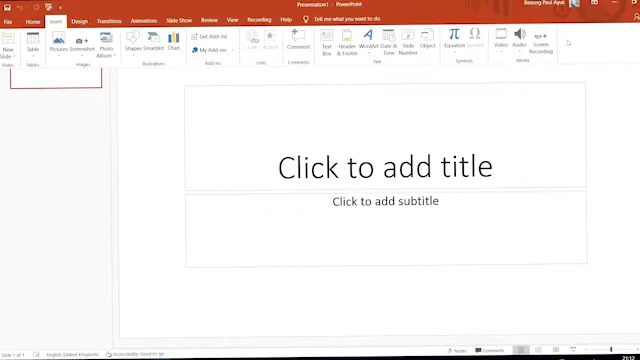 Presentation1 - PowerPoint
Besong Paul Ayuk
File Home Insert Design Transitions Animations Slide Show Review View Recording Help Tell me what you want to do
New Slide
Table
Pictures
Screenshot
Photo Album
Shapes
SmartArt
Chart
Get Add-ins
My Add-ins
Link
Action
Comment
Text Box
Header & Footer
WordArt
Date & Time
Slide Number
Object
Equation
Symbol
Video
Audio
Screen Recording
Slides
Tables
Images
Illustrations
Add-ins
Links
Comments
Text
Symbols
Media
Click to add title
Click to add subtitle
Slide 1 of 1
English (United Kingdom)
Accessibility: Good to go
Notes
Comments
21:12